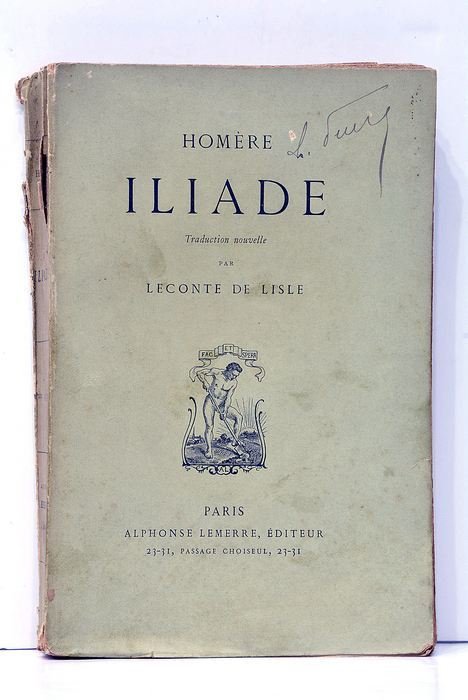 HOMÈRE
ILIADE
Traduction nouvelle
PAR
LECONTE DE LISLE
FAC ET SPERA
AL
PARIS
ALPHONSE LEMERRE, ÉDITEUR
23-31, PASSAGE CHOISEUL, 23-31